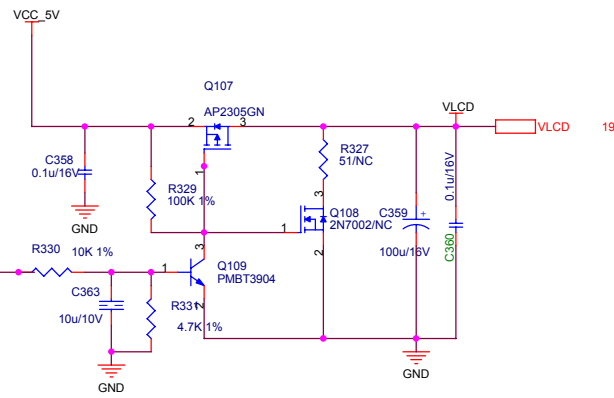 VCC_5V
Q107
AP2305GN
2
3
1
VLCD
VLCD
19
C358
0.1u/16V
GND
R329
100K 1%
R327
51/NC
3
Q108
2N7002/NC
1
2
C359
100u/16V
0.1u/16V
C360
R330
10K 1%
1
3
Q109
PMBT3904
2
C363
10u/10V
R331
4.7K 1%
GND
GND